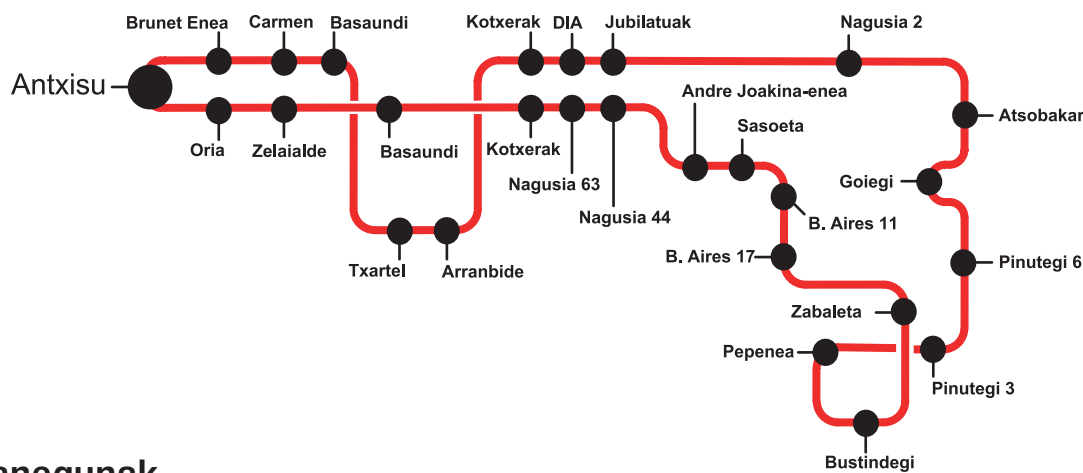 Brunet Enea
Carmen
Basaundi
Kotxerak
DIA
Jubilatuak
Nagusia 2
Antxisu
Andre Joakina-enea
Atsobakar
Sasoeta
Oria
Zelaialde
Basaundi
Kotxerak
Nagusia 63
Nagusia 44
Goiegi
B. Aires 11
B. Aires 17
Pinutegi 6
Txartel
Arranbide
Zabaleta
Pepenea
Pinutegi 3
Bustindegi